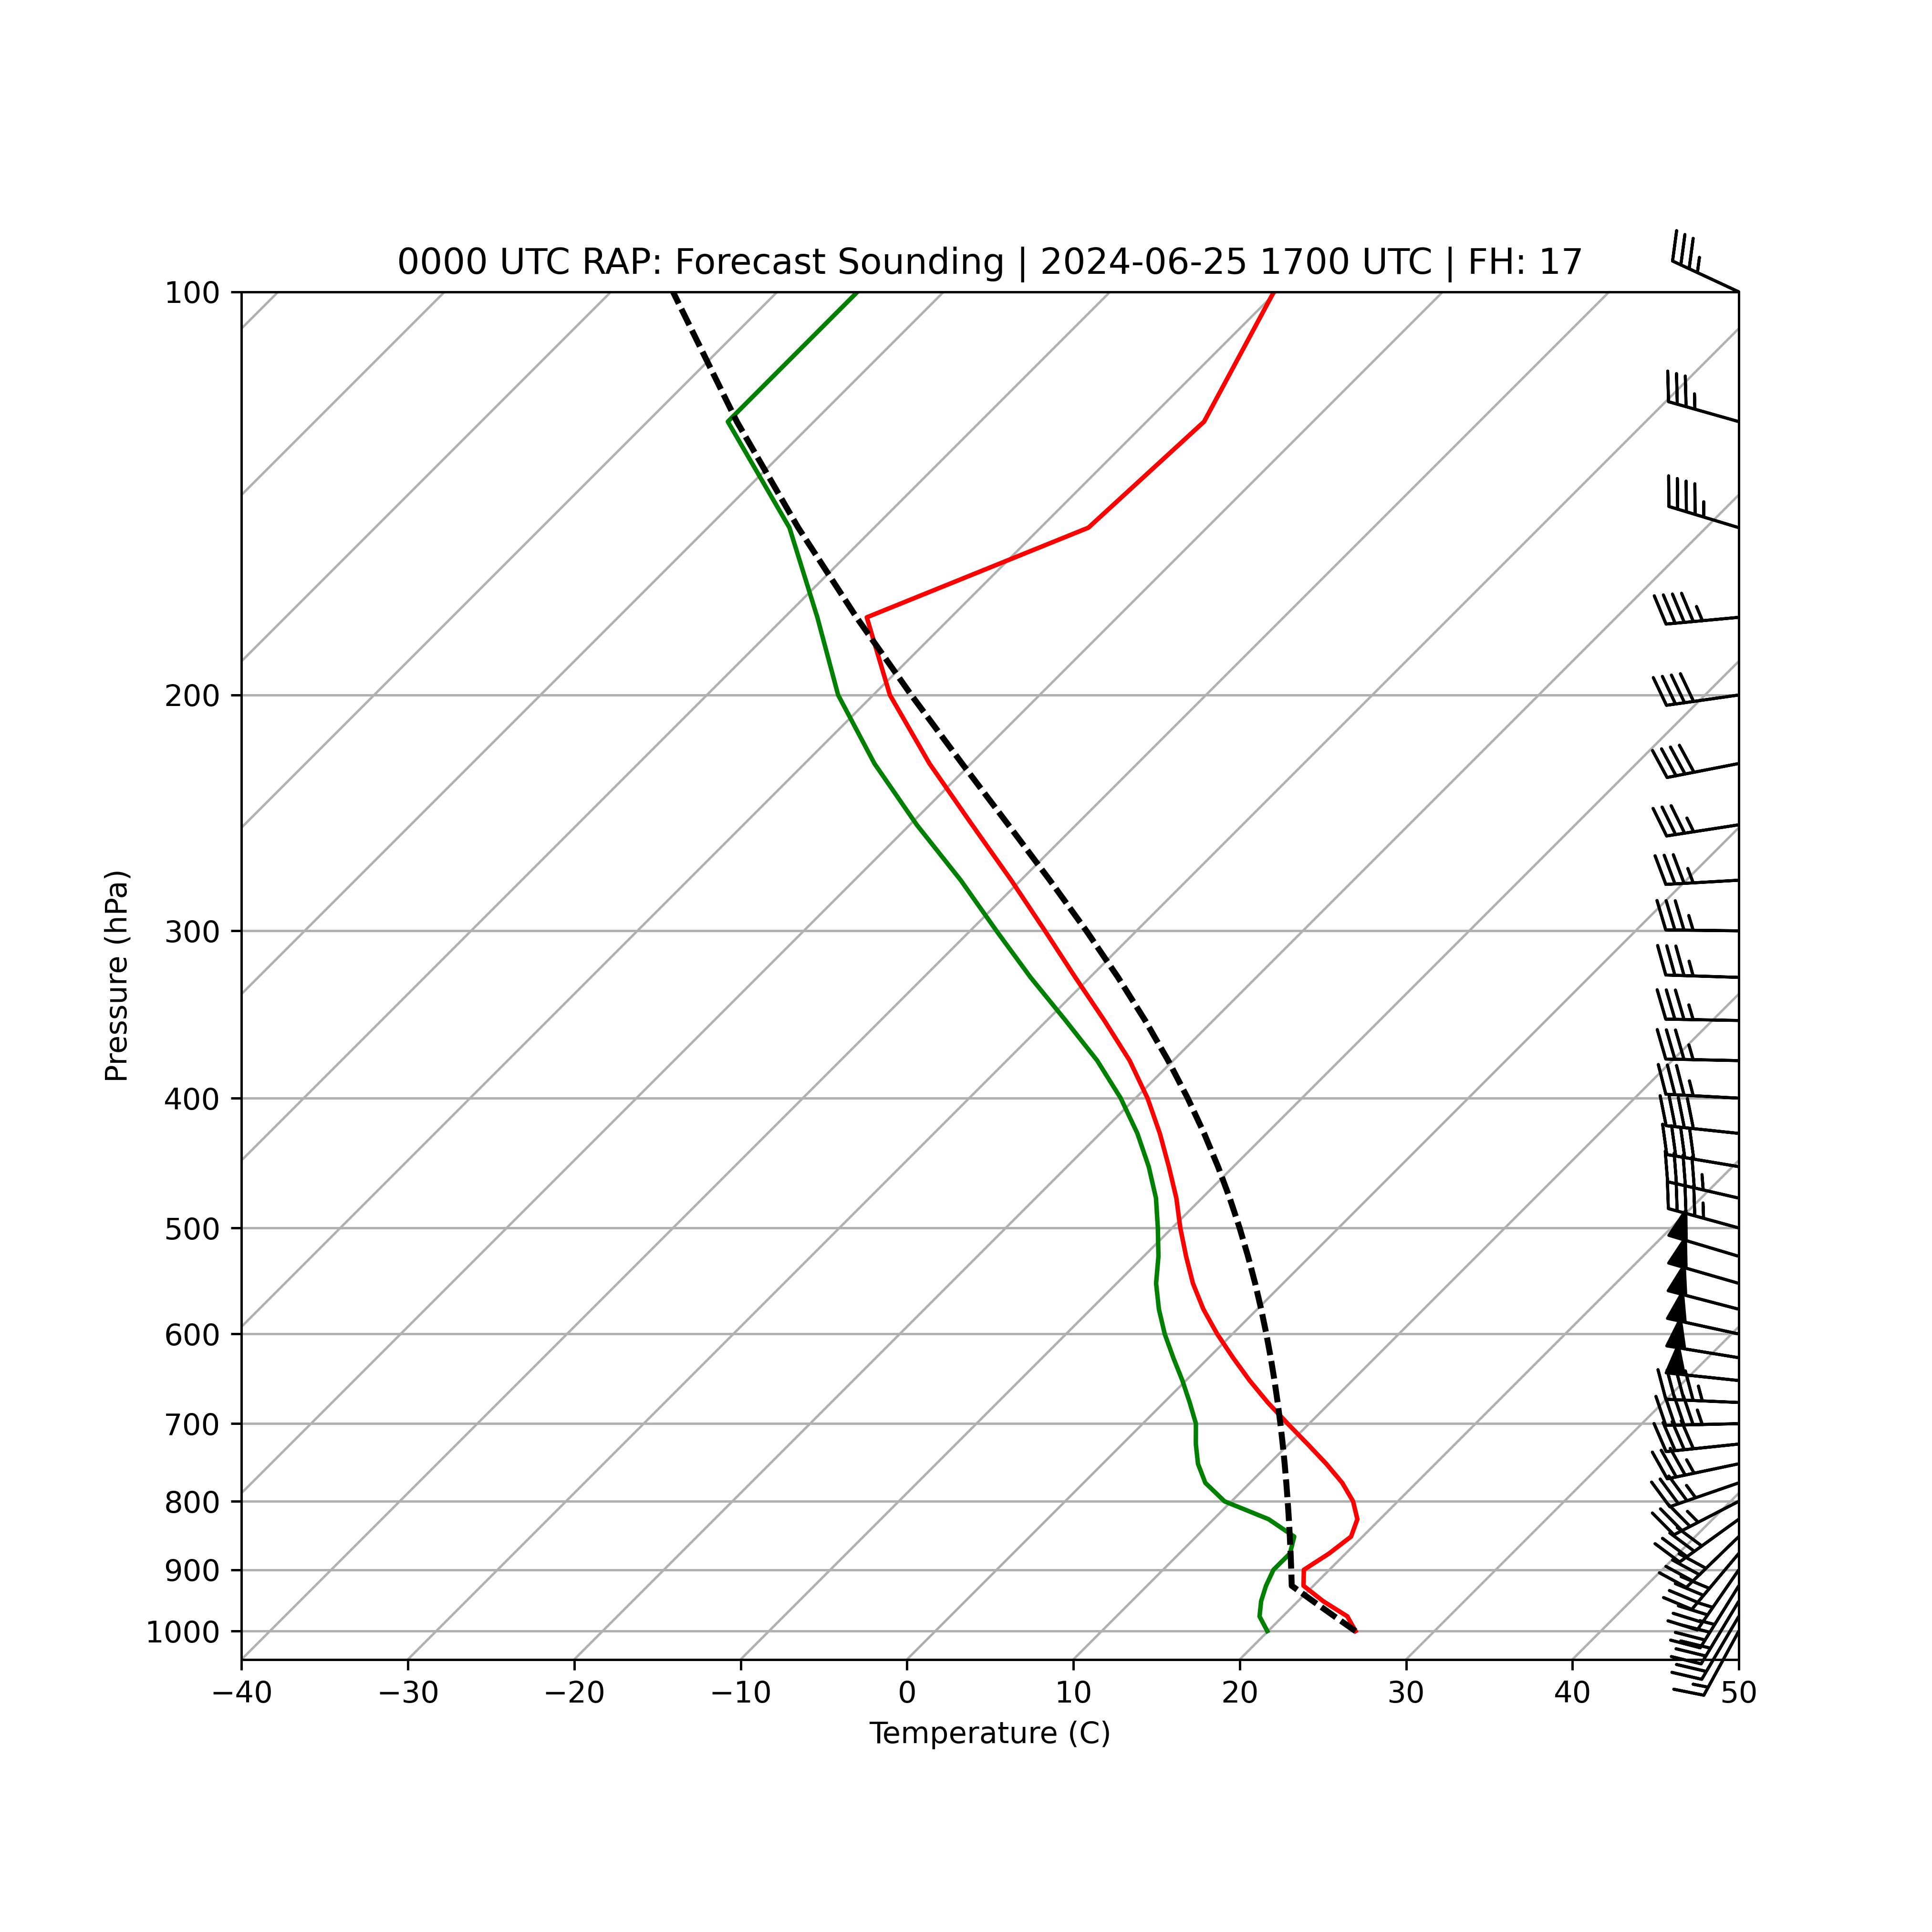 0000 UTC RAP: Forecast Sounding | 2024-06-25 1700 UTC | FH: 17
100
200
300
400
500
600
700
800
900
1000
Pressure (hPa)
−40 −30 −20 −10 0 10 20 30 40 50
Temperature (C)